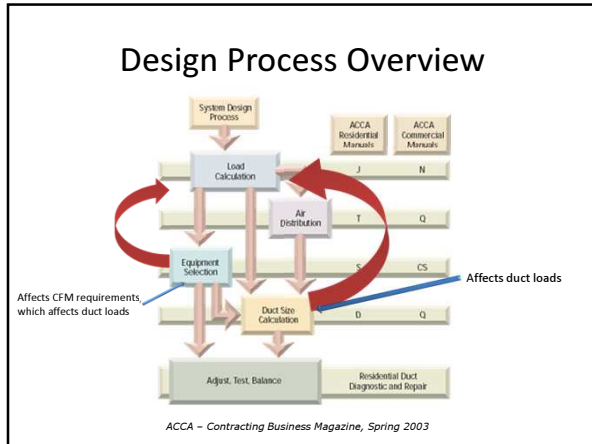 Design Process Overview
System Design
Process
ACCA
Residential
Manuals
ACCA
Commercial
Manuals
Load
Calculation
J
N
Air
Distribution
T
Q
Equipment
Selection
S
CS
Affects CFM requirements,
which affects duct loads
Affects duct loads
Duct Size
Calculation
D
Q
Adjust, Test, Balance
Residential Duct
Diagnostic and Repair
ACCA – Contracting Business Magazine, Spring 2003